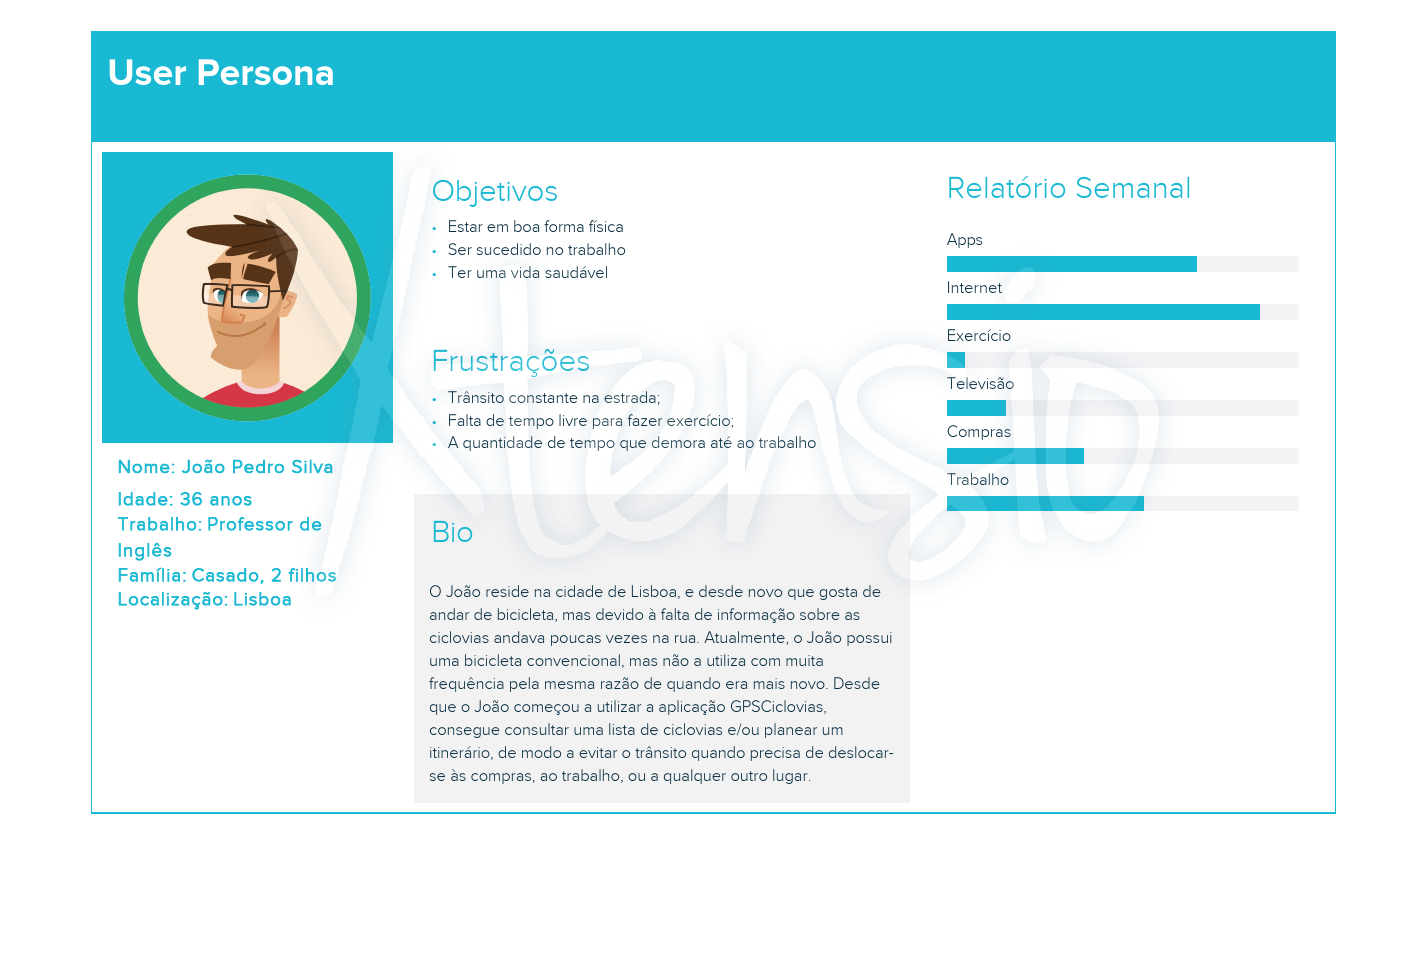 User Persona
Nome: João Pedro Silva
Idade: 36 anos
Trabalho: Professor de
Inglês
Família: Casado, 2 filhos
Localização: Lisboa
Objetivos
• Estar em boa forma física
• Ser sucedido no trabalho
• Ter uma vida saudável
Frustrações
• Trânsito constante na estrada;
• Falta de tempo livre para fazer exercício;
• A quantidade de tempo que demora até ao trabalho
Bio
O João reside na cidade de Lisboa, e desde novo que gosta de
andar de bicicleta, mas devido à falta de informação sobre as
ciclovias andava poucas vezes na rua. Atualmente, o João possui
uma bicicleta convencional, mas não a utiliza com muita
frequência pela mesma razão de quando era mais novo. Desde
que o João começou a utilizar a aplicação GPSCiclovias,
consegue consultar uma lista de ciclovias e/ou planear um
itinerário, de modo a evitar o trânsito quando precisa de deslocar-
se às compras, ao trabalho, ou a qualquer outro lugar.
Relatório Semanal
Apps
Internet
Exercício
Televisão
Compras
Trabalho
Xtensio